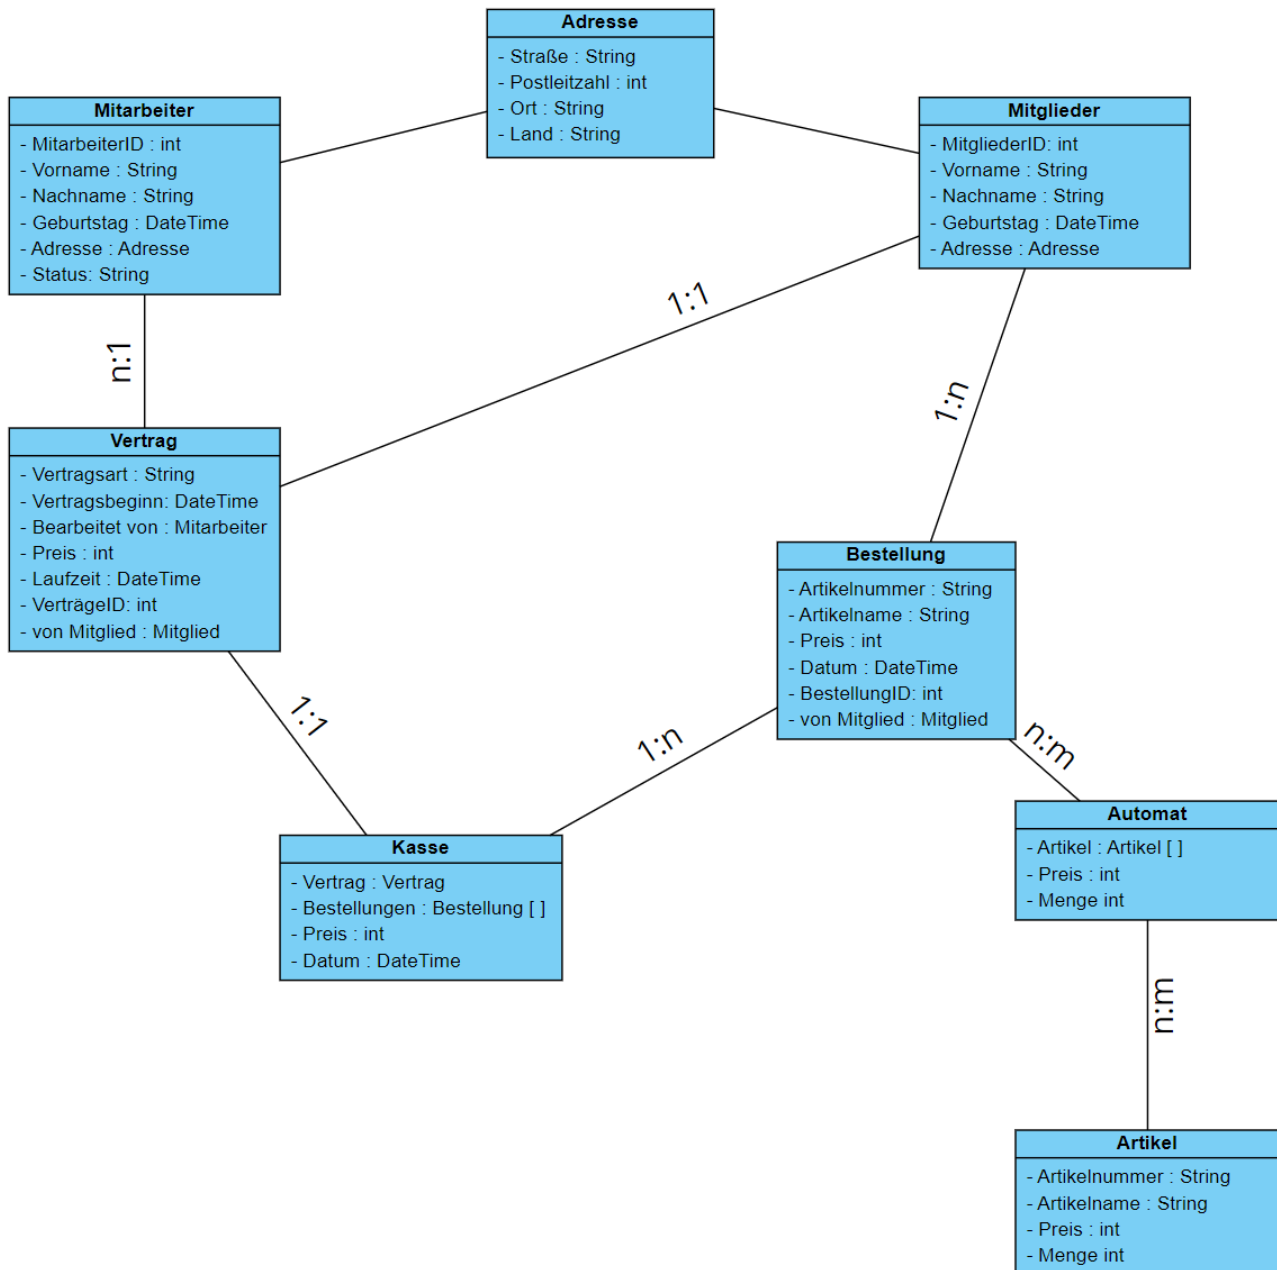 Adresse
- Straße : String
- Postleitzahl : int
- Ort : String
- Land : String
Mitarbeiter
- MitarbeiterID : int
- Vorname : String
- Nachname : String
- Geburtstag : DateTime
- Adresse : Adresse
- Status: String
Mitglieder
- MitgliederID: int
- Vorname : String
- Nachname : String
- Geburtstag : DateTime
- Adresse : Adresse
n:1
1:1
1:n
Vertrag
- Vertragsart : String
- Vertragsbeginn: DateTime
- Bearbeitet von : Mitarbeiter
- Preis : int
- Laufzeit : DateTime
- VerträgeID: int
- von Mitglied : Mitglied
Bestellung
- Artikelnummer : String
- Artikelname : String
- Preis : int
- Datum : DateTime
- BestellungID: int
- von Mitglied : Mitglied
1:1
1:n
n:m
Kasse
- Vertrag : Vertrag
- Bestellungen : Bestellung [ ]
- Preis : int
- Datum : DateTime
Automat
- Artikel : Artikel [ ]
- Preis : int
- Menge int
n:m
Artikel
- Artikelnummer : String
- Artikelname : String
- Preis : int
- Menge int